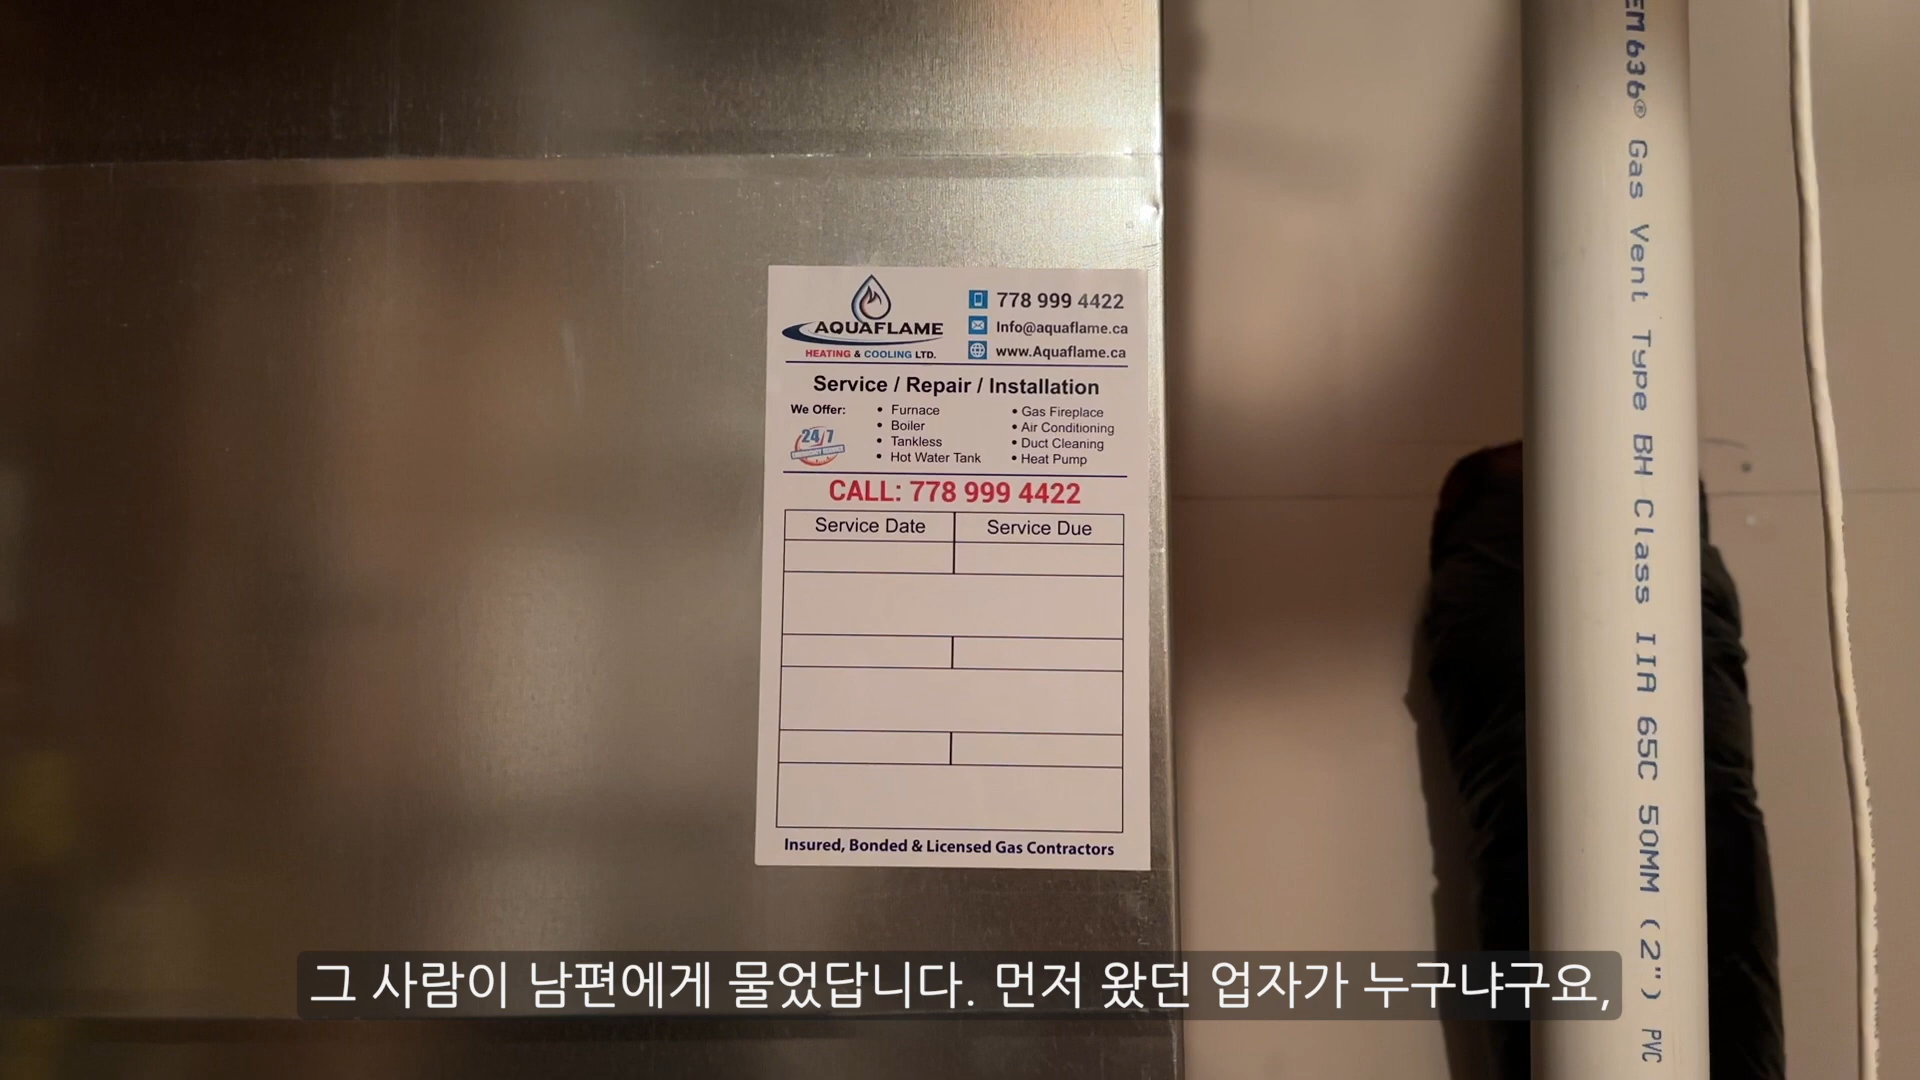 AQUAFLAME
HEATING & COOLING LTD.
778 999 4422
Info@aquaflame.ca
www.Aquaflame.ca
Service / Repair / Installation
We Offer:
24/7
• Furnace
• Boiler
• Tankless
• Hot Water Tank
• Gas Fireplace
• Air Conditioning
• Duct Cleaning
• Heat Pump
CALL: 778 999 4422
Service Date Service Due
Insured, Bonded & Licensed Gas Contractors
636® Gas Vent Type BH Class IIA 65C 50MM (2") PVC
그 사람이 남편에게 물었답니다. 먼저 왔던 업자가 누구냐구요,